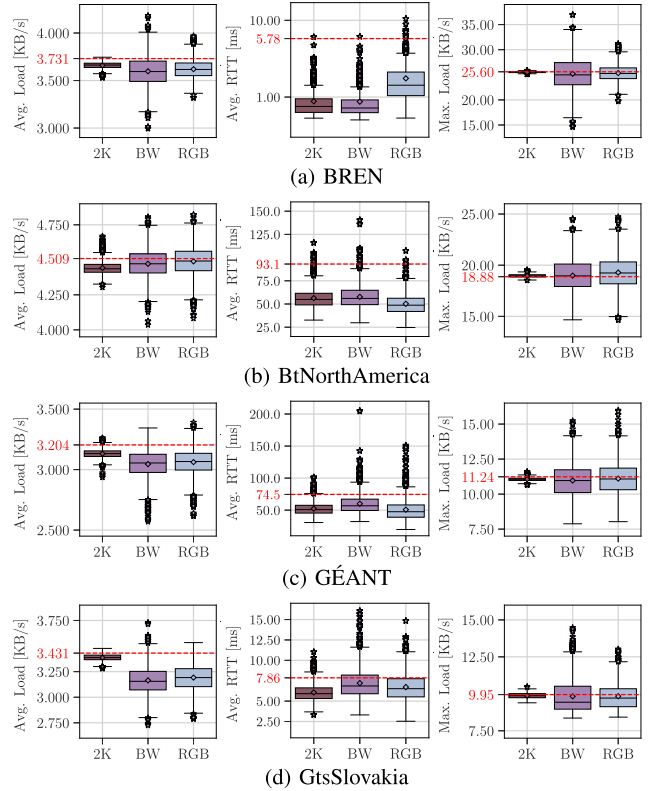 Avg. Load [KB/s]
3.731
3.500
3.000
2K BW RGB
Avg. RTT [ms]
10.00
5.78
1.00
2K BW RGB
Max. Load [KB/s]
35.00
30.00
25.60
20.00
15.00
2K BW RGB
(a) BREN
Avg. Load [KB/s]
4.750
4.509
4.250
4.000
2K BW RGB
Avg. RTT [ms]
150.0
125.0
93.1
75.0
50.0
25.0
2K BW RGB
Max. Load [KB/s]
25.00
20.00
18.88
15.00
2K BW RGB
(b) BtNorthAmerica
Avg. Load [KB/s]
3.500
3.204
3.000
2.500
2K BW RGB
Avg. RTT [ms]
200.0
150.0
100.0
74.5
50.0
2K BW RGB
Max. Load [KB/s]
15.00
11.24
10.00
7.50
2K BW RGB
(c) GÉANT
Avg. Load [KB/s]
3.750
3.431
3.250
3.000
2.750
2K BW RGB
Avg. RTT [ms]
15.00
12.50
10.00
7.86
5.00
2.50
2K BW RGB
Max. Load [KB/s]
15.00
12.50
9.95
7.50
2K BW RGB
(d) GtsSlovakia